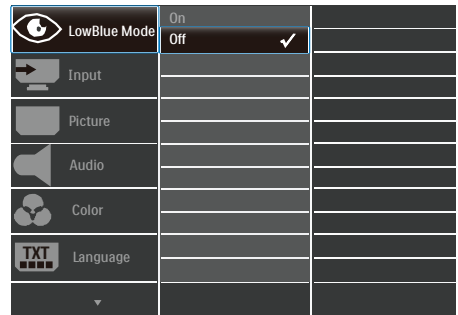 LowBlue Mode
On
Off
Input
Picture
Audio
Color
TXT
Language